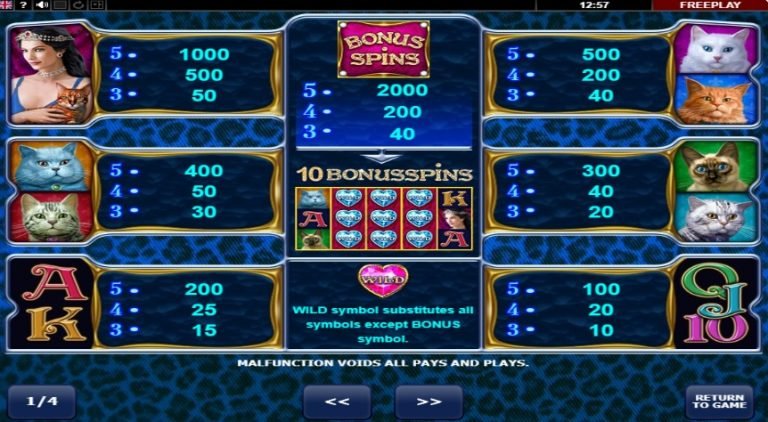 ?
12:57
FREEPLAY
5 • 1000
4 • 500
3 • 50
BONUS
SPINS
5 • 2000
4 • 200
3 • 40
5 • 500
4 • 200
3 • 40
5 • 400
4 • 50
3 • 30
10 BONUSSPINS
A
K
A
5 • 300
4 • 40
3 • 20
A
K
5 • 200
4 • 25
3 • 15
WILD
WILD symbol substitutes all
symbols except BONUS
symbol.
5 • 100
4 • 20
3 • 10
Q
J
10
MALFUNCTION VOIDS ALL PAYS AND PLAYS.
1/4
<<
>>
RETURN
TO GAME